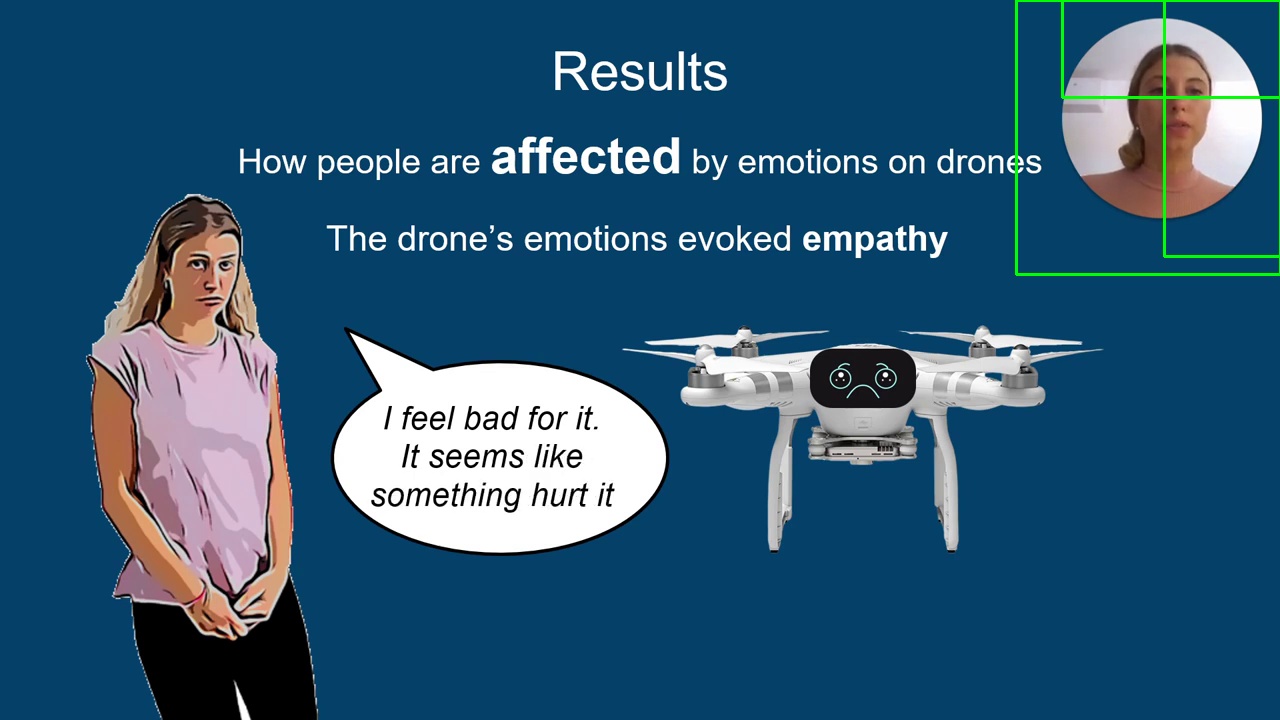 Results
How people are affected by emotions on drones
The drone’s emotions evoked empathy
I feel bad for it.
It seems like
something hurt it